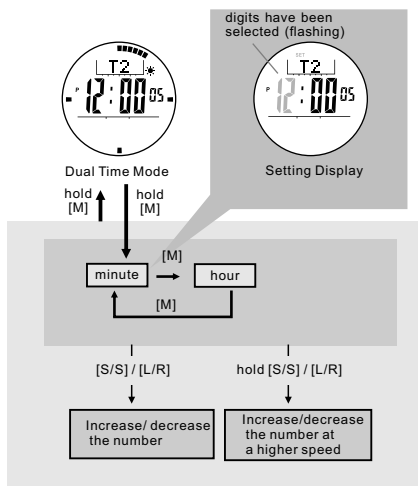 digits have been
selected (flashing)
T2
P 12:00 05
SET
T2
P 12:00 05
Dual Time Mode
Setting Display
hold
[M]
hold
[M]
[M]
minute
hour
[M]
[S/S] / [L/R]
hold [S/S] / [L/R]
Increase/ decrease
the number
Increase/decrease
the number at
a higher speed